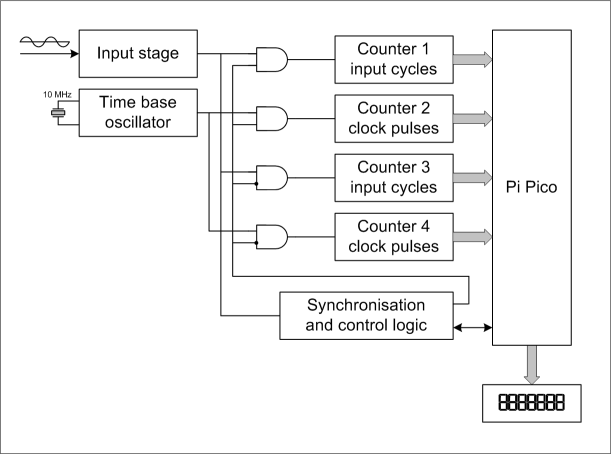 Input stage
Counter 1
input cycles
10 MHz
Time base
oscillator
Counter 2
clock pulses
Counter 3
input cycles
Pi Pico
Counter 4
clock pulses
Synchronisation
and control logic
8888888